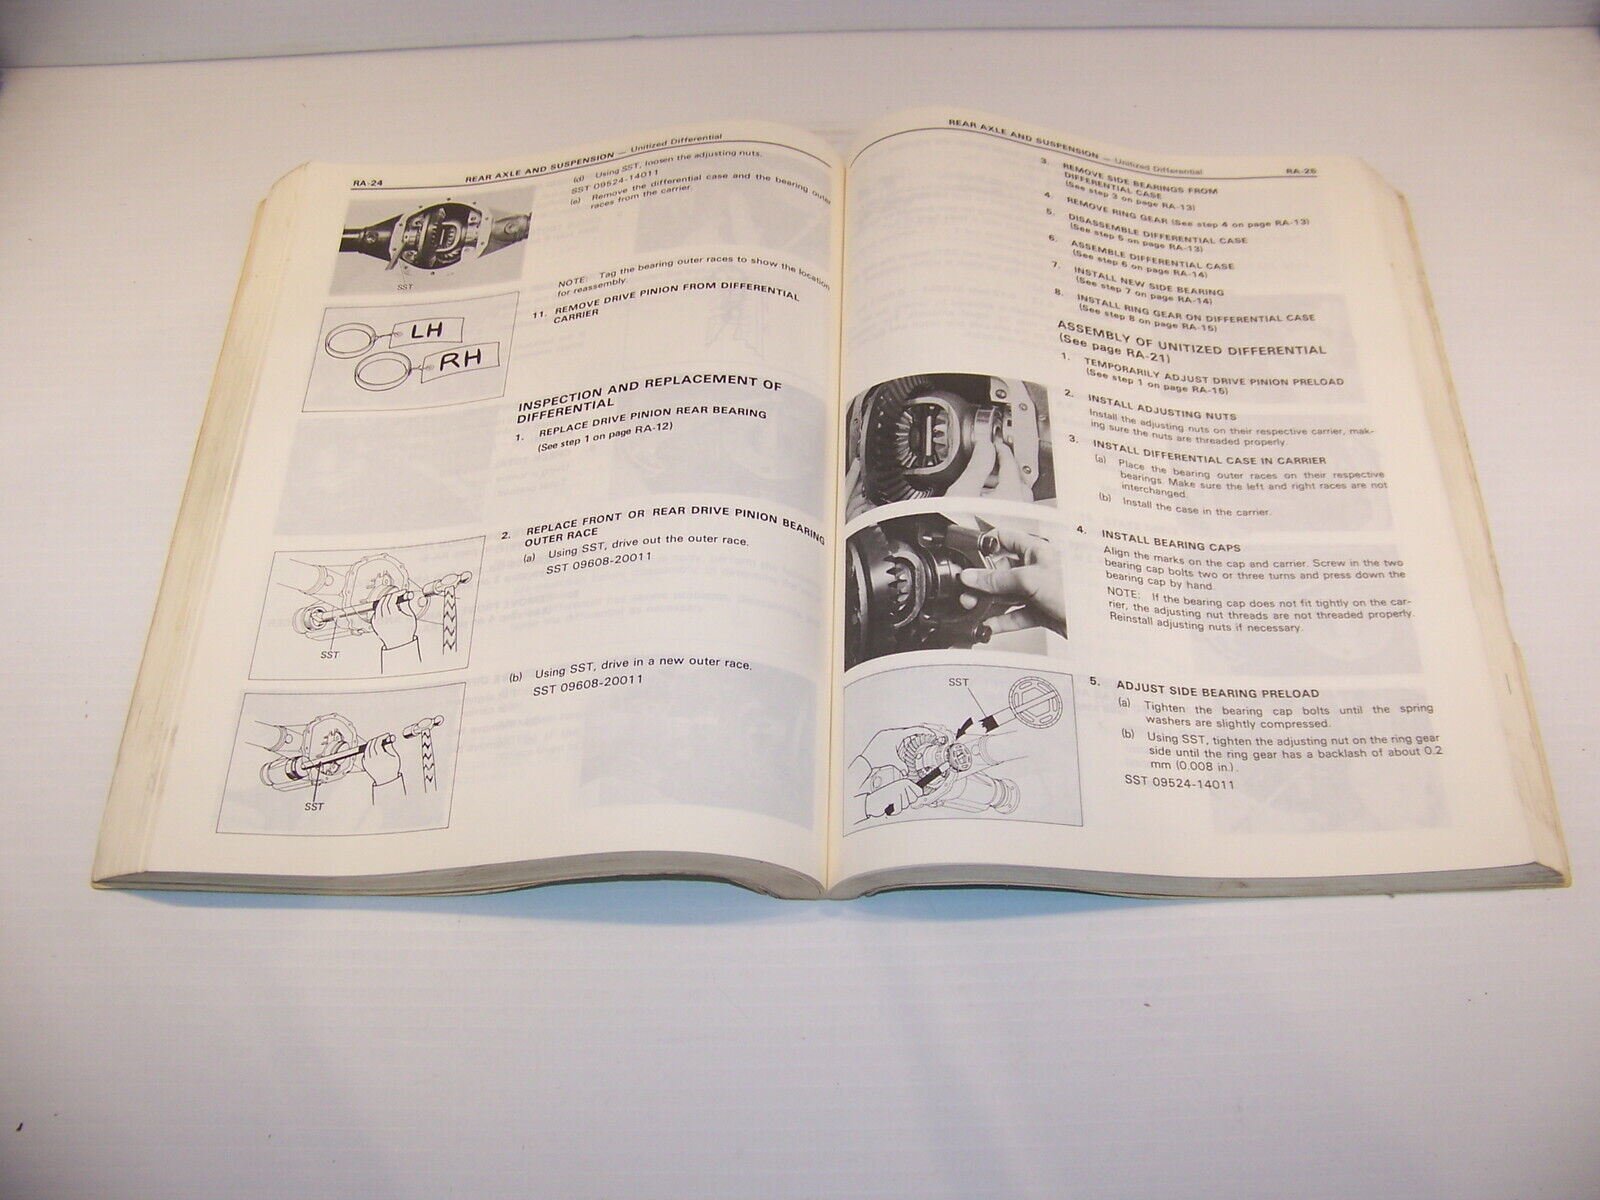 RA-24
REAR AXLE AND SUSPENSION — Unitized Differential
(d) Using SST, loosen the adjusting nuts.
SST 09524-14011
(e) Remove the differential case and the bearing outer
races from the carrier.
SST
NOTE: Tag the bearing outer races to show the location
for reassembly.
LH
RH
11. REMOVE DRIVE PINION FROM DIFFERENTIAL
CARRIER
INSPECTION AND REPLACEMENT OF
DIFFERENTIAL
1. REPLACE DRIVE PINION REAR BEARING
(See step 1 on page RA-12)
2. REPLACE FRONT OR REAR DRIVE PINION BEARING
OUTER RACE
(a) Using SST, drive out the outer race.
SST 09608-20011
SST
(b) Using SST, drive in a new outer race.
SST 09608-20011
SST
REAR AXLE AND SUSPENSION — Unitized Differential
RA-25
3. REMOVE SIDE BEARINGS FROM
DIFFERENTIAL CASE
(See step 3 on page RA-13)
4. REMOVE RING GEAR (See step 4 on page RA-13)
5. DISASSEMBLE DIFFERENTIAL CASE
(See step 5 on page RA-13)
6. ASSEMBLE DIFFERENTIAL CASE
(See step 6 on page RA-14)
7. INSTALL NEW SIDE BEARING
(See step 7 on page RA-14)
8. INSTALL RING GEAR ON DIFFERENTIAL CASE
(See step 8 on page RA-15)
ASSEMBLY OF UNITIZED DIFFERENTIAL
(See page RA-21)
1. TEMPORARILY ADJUST DRIVE PINION PRELOAD
(See step 1 on page RA-15)
2. INSTALL ADJUSTING NUTS
Install the adjusting nuts on their respective carrier, mak-
ing sure the nuts are threaded properly.
3. INSTALL DIFFERENTIAL CASE IN CARRIER
(a) Place the bearing outer races on their respective
bearings. Make sure the left and right races are not
interchanged.
(b) Install the case in the carrier.
4. INSTALL BEARING CAPS
Align the marks on the cap and carrier. Screw in the two
bearing cap bolts two or three turns and press down the
bearing cap by hand.
NOTE: If the bearing cap does not fit tightly on the car-
rier, the adjusting nut threads are not threaded properly.
Reinstall adjusting nuts if necessary.
SST
5. ADJUST SIDE BEARING PRELOAD
(a) Tighten the bearing cap bolts until the spring
washers are slightly compressed.
(b) Using SST, tighten the adjusting nut on the ring gear
side until the ring gear has a backlash of about 0.2
mm (0.008 in.).
SST 09524-14011